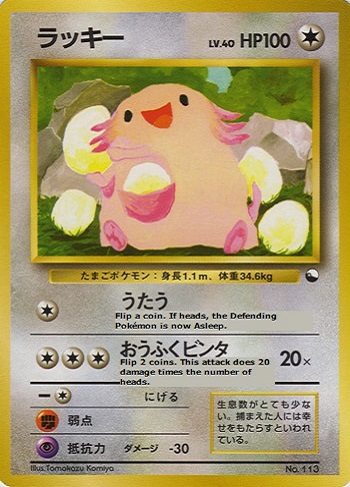 ラッキー LV.40 HP100
たまごポケモン：身長1.1m、体重34.6kg
うたう
Flip a coin. If heads, the Defending
Pokémon is now Asleep.
おうふくビンタ 20×
Flip 2 coins. This attack does 20
damage times the number of
heads.
にげる
弱点
抵抗力 ダメージ -30
生息数がとても少な
い。捕まえた人には幸
せをもたらすといわれ
ている。
Illus.Tomokazu Komiya
No. 113